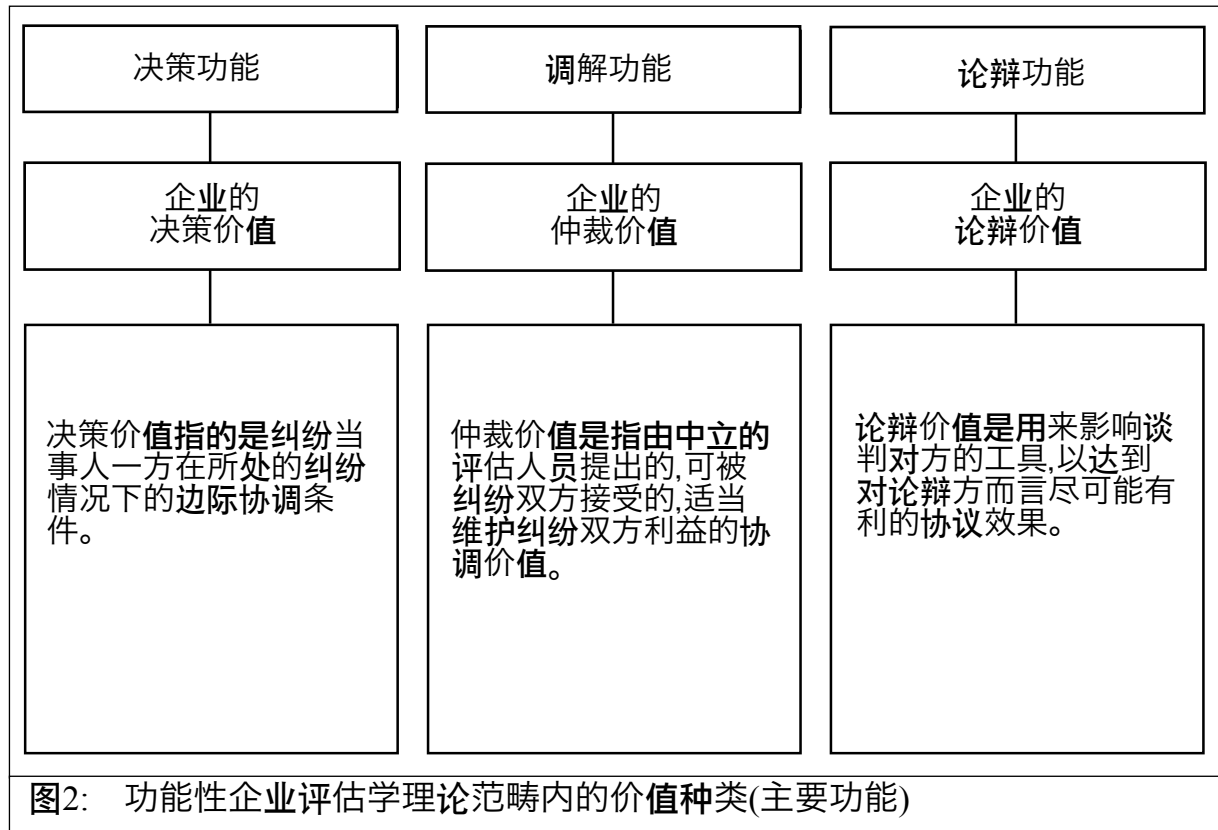 决策功能
调解功能
论辩功能
企业的
决策价值
企业的
仲裁价值
企业的
论辩价值
决策价值指的是纠纷当
事人一方在所处的纠纷
情况下的边际协调条
件。
仲裁价值是指由中立的
评估人员提出的,可被
纠纷双方接受的,适当
维护纠纷双方利益的协
调价值。
论辩价值是用来影响谈
判对方的工具,以达到
对论辩方而言尽可能有
利的协议效果。
图2: 功能性企业评估学理论范畴内的价值种类(主要功能)